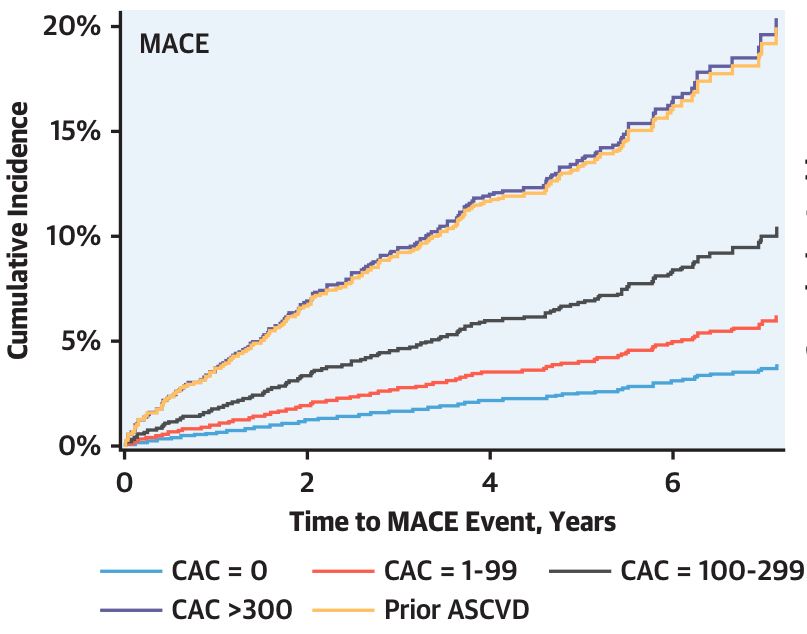 20%
MACE
15%
10%
5%
0%
Cumulative Incidence
0 2 4 6
Time to MACE Event, Years
CAC = 0 CAC = 1-99 CAC = 100-299
CAC >300 Prior ASCVD